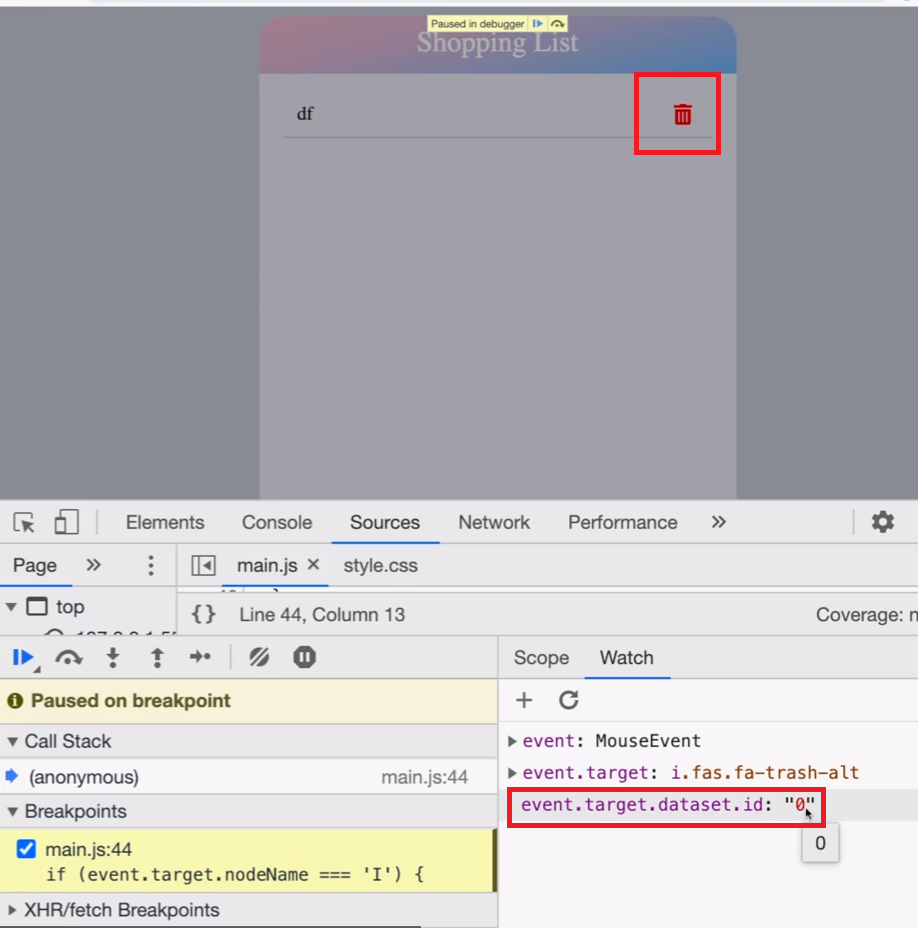 Paused in debugger
Shopping List
df
Elements Console Sources Network Performance »
Page » main.js × style.css
top
{} Line 44, Column 13 Coverage: n
Scope Watch
Paused on breakpoint
Call Stack
event: MouseEvent
(anonymous) main.js:44
event.target: i.fas.fa-trash-alt
Breakpoints
event.target.dataset.id: "0"
0
main.js:44
if (event.target.nodeName === 'I') {
XHR/fetch Breakpoints